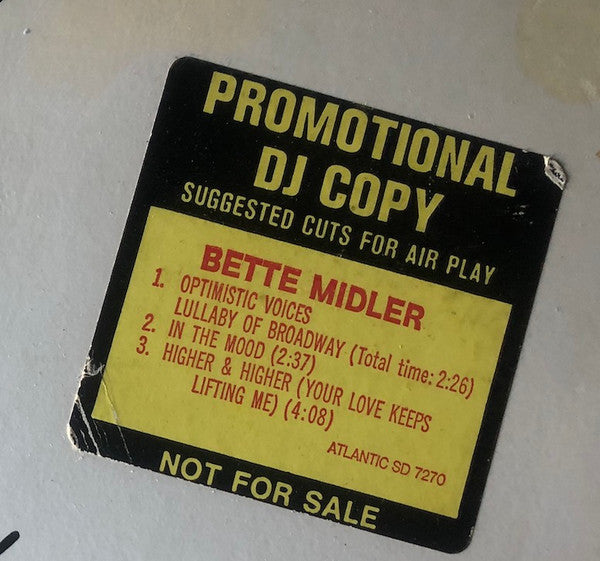 PROMOTIONAL
DJ COPY
SUGGESTED CUTS FOR AIR PLAY
BETTE MIDLER
1. OPTIMISTIC VOICES
LULLABY OF BROADWAY (Total time: 2:26)
2. IN THE MOOD (2:37)
3. HIGHER & HIGHER (YOUR LOVE KEEPS
LIFTING ME) (4:08)
ATLANTIC SD 7270
NOT FOR SALE